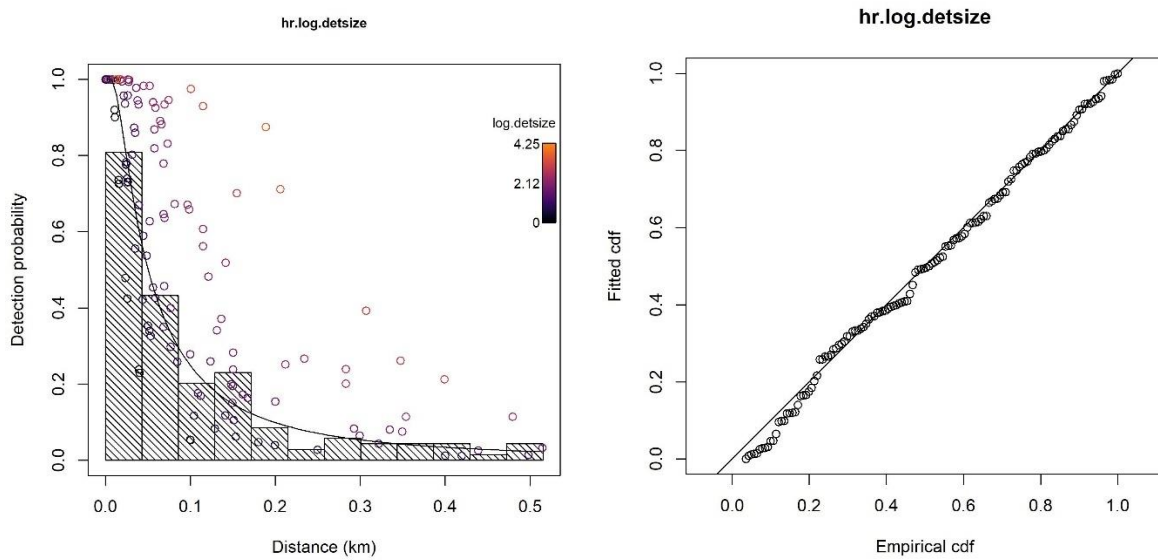 hr.log.detsize
Detection probability
1.0
0.8
0.6
0.4
0.2
0.0
log.detsize
4.25
2.12
0
0.0 0.1 0.2 0.3 0.4 0.5
Distance (km)
hr.log.detsize
Fitted cdf
1.0
0.8
0.6
0.4
0.2
0.0
0.0 0.2 0.4 0.6 0.8 1.0
Empirical cdf